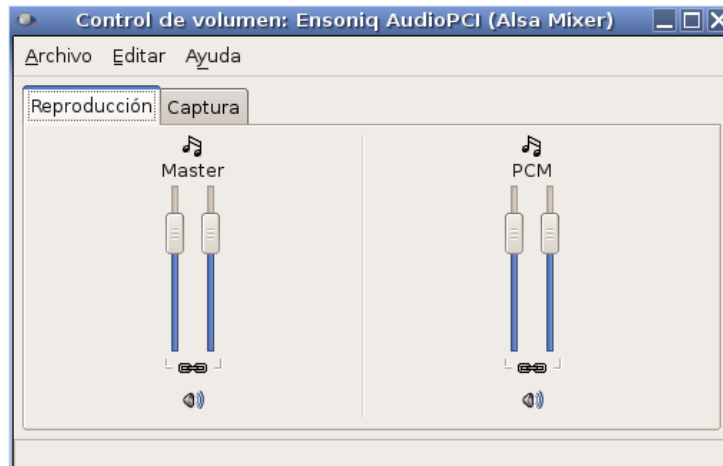 Control de volumen: Ensoniq AudioPCI (Alsa Mixer)
Archivo Editar Ayuda
Reproducción Captura
Master PCM